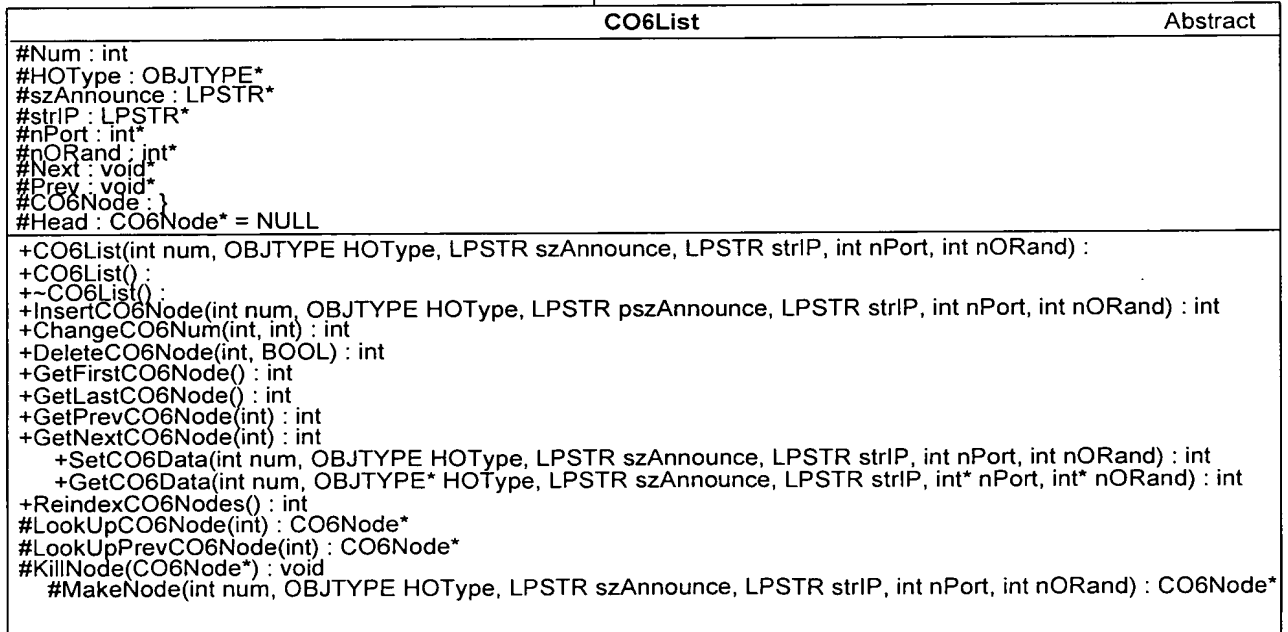 CO6List Abstract
#Num : int
#HOType : OBJTYPE*
#szAnnounce : LPSTR*
#strIP : LPSTR*
#nPort : int*
#nORand : int*
#Next : void*
#Prev : void*
#CO6Node : }
#Head : CO6Node* = NULL
+CO6List(int num, OBJTYPE HOType, LPSTR szAnnounce, LPSTR strIP, int nPort, int nORand) :
+CO6List() :
+~CO6List() :
+InsertCO6Node(int num, OBJTYPE HOType, LPSTR pszAnnounce, LPSTR strIP, int nPort, int nORand) : int
+ChangeCO6Num(int, int) : int
+DeleteCO6Node(int, BOOL) : int
+GetFirstCO6Node() : int
+GetLastCO6Node() : int
+GetPrevCO6Node(int) : int
+GetNextCO6Node(int) : int
+SetCO6Data(int num, OBJTYPE HOType, LPSTR szAnnounce, LPSTR strIP, int nPort, int nORand) : int
+GetCO6Data(int num, OBJTYPE* HOType, LPSTR szAnnounce, LPSTR strIP, int* nPort, int* nORand) : int
+ReindexCO6Nodes() : int
#LookUpCO6Node(int) : CO6Node*
#LookUpPrevCO6Node(int) : CO6Node*
#KillNode(CO6Node*) : void
#MakeNode(int num, OBJTYPE HOType, LPSTR szAnnounce, LPSTR strIP, int nPort, int nORand) : CO6Node*